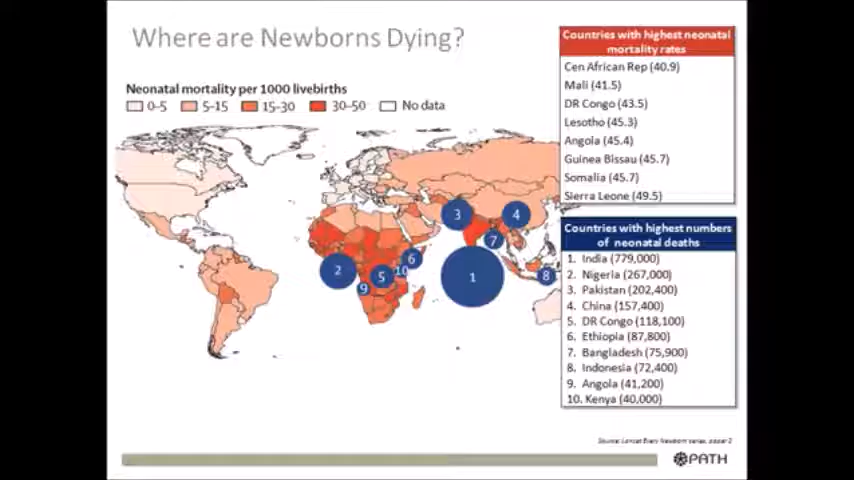 Where are Newborns Dying?
Neonatal mortality per 1000 livebirths
0-5 5-15 15-30 30-50 No data
Countries with highest neonatal
mortality rates
Cen African Rep (40.9)
Mali (41.5)
DR Congo (43.5)
Lesotho (45.3)
Angola (45.4)
Guinea Bissau (45.7)
Somalia (45.7)
Sierra Leone (49.5)
Countries with highest numbers
of neonatal deaths
1. India (779,000)
2. Nigeria (267,000)
3. Pakistan (202,400)
4. China (157,400)
5. DR Congo (118,100)
6. Ethiopia (87,800)
7. Bangladesh (75,900)
8. Indonesia (72,400)
9. Angola (41,200)
10. Kenya (40,000)
3
4
7
6
2
5
10
1
8
9
Source: Lancet Every Newborn series, paper 2
PATH